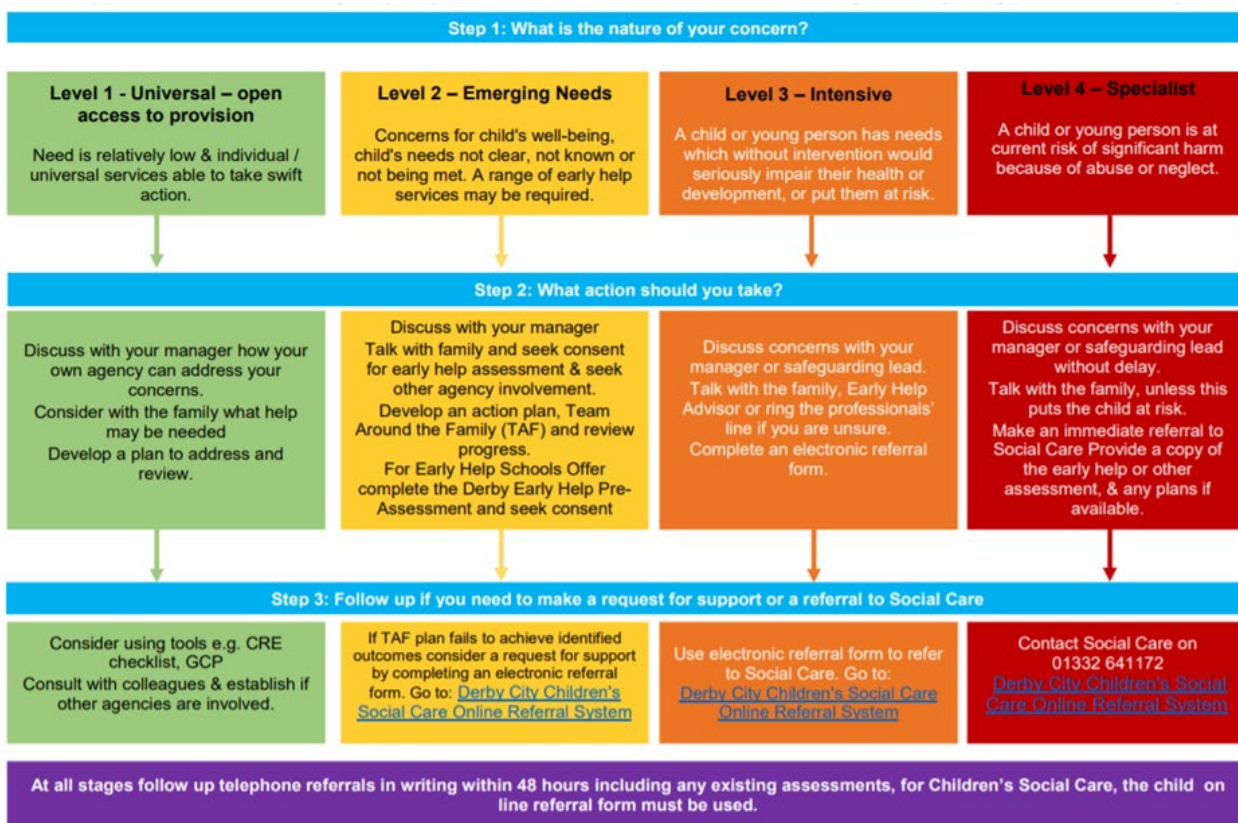 Step 1: What is the nature of your concern?
Level 1 - Universal – open
access to provision
Need is relatively low & individual /
universal services able to take swift
action.
Level 2 – Emerging Needs
Concerns for child's well-being,
child's needs not clear, not known or
not being met. A range of early help
services may be required.
Level 3 – Intensive
A child or young person has needs
which without intervention would
seriously impair their health or
development, or put them at risk.
Level 4 – Specialist
A child or young person is at
current risk of significant harm
because of abuse or neglect.
Step 2: What action should you take?
Discuss with your manager how your
own agency can address your
concerns.
Consider with the family what help
may be needed
Develop a plan to address and
review.
Discuss with your manager
Talk with family and seek consent
for early help assessment & seek
other agency involvement.
Develop an action plan, Team
Around the Family (TAF) and review
progress.
For Early Help Schools Offer
complete the Derby Early Help Pre-
Assessment and seek consent
Discuss concerns with your
manager or safeguarding lead.
Talk with the family, Early Help
Advisor or ring the professionals'
line if you are unsure.
Complete an electronic referral
form.
Discuss concerns with your
manager or safeguarding lead
without delay.
Talk with the family, unless this
puts the child at risk.
Make an immediate referral to
Social Care Provide a copy of
the early help or other
assessment, & any plans if
available.
Step 3: Follow up if you need to make a request for support or a referral to Social Care
Consider using tools e.g. CRE
checklist, GCP
Consult with colleagues & establish if
other agencies are involved.
If TAF plan fails to achieve identified
outcomes consider a request for support
by completing an electronic referral
form. Go to: Derby City Children's
Social Care Online Referral System
Use electronic referral form to refer
to Social Care. Go to:
Derby City Children's Social Care
Online Referral System
Contact Social Care on
01332 641172
Derby City Children's Social
Care Online Referral System
At all stages follow up telephone referrals in writing within 48 hours including any existing assessments, for Children's Social Care, the child on
line referral form must be used.